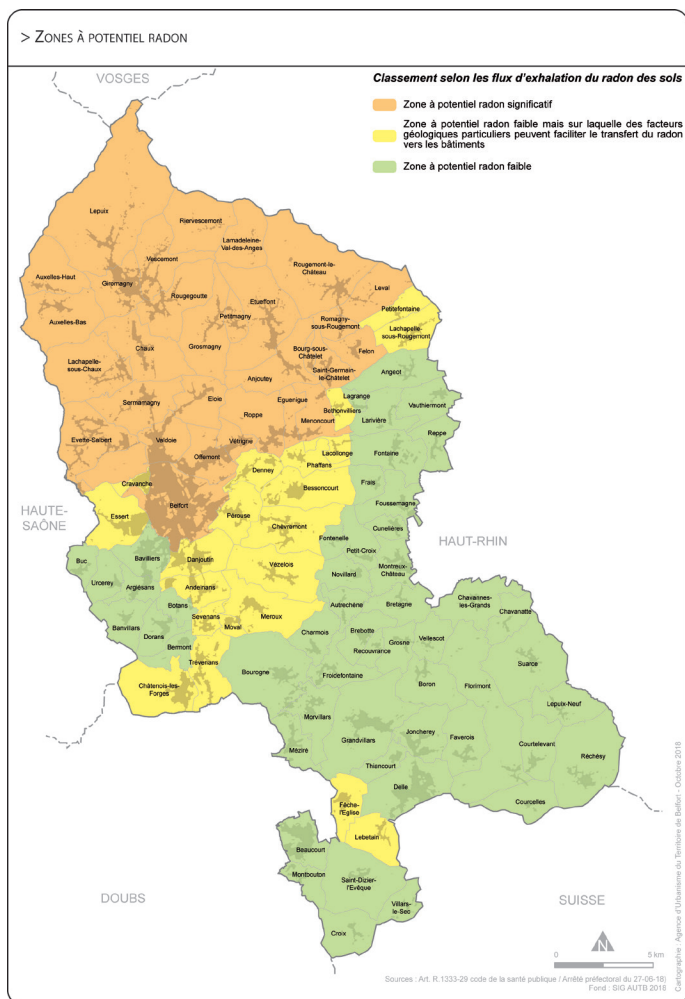 > ZONES À POTENTIEL RADON
VOSGES
Classement selon les flux d'exhalation du radon des sols
Zone à potentiel radon significatif
Zone à potentiel radon faible mais sur laquelle des facteurs
géologiques particuliers peuvent faciliter le transfert du radon
vers les bâtiments
Zone à potentiel radon faible
Lepuix
Riervescemont
Lamadeleine-
Val-des-Anges
Vescemont
Rougemont-le-
Château
Auxelles-Haut
Giromagny
Leval
Rougegoutte
Etueffont
Petitefontaine
Auxelles-Bas
Petitmagny
Romagny-
sous-Rougemont
Lachapelle-
sous-Rougemont
Chaux
Grosmagny
Bourg-sous-
Châtelet
Felon
Lachapelle-
sous-Chaux
Saint-Germain-
le-Châtelet
Angeot
Anjoutey
Sermamagny
Eloie
Eguenigue
Lagrange
Vauthiermont
Roppe
Bethonvilliers
Menoncourt
Larivière
Evette-Salbert
Valdoie
Vétrigne
Reppe
Offemont
Lacollonge
Fontaine
Denney
Phaffans
Cravanche
Bessoncourt
Frais
HAUTE-
SAÔNE
Essert
Belfort
Pérouse
Foussemagne
Chèvremont
Cunelières
HAUT-RHIN
Fontenelle
Bavilliers
Danjoutin
Petit-Croix
Buc
Vézelois
Montreux-
Château
Urcerey
Argiésans
Andelnans
Novillard
Chavannes-
les-Grands
Botans
Autrechêne
Bretagne
Chavanatte
Sevenans
Meroux
Banvillars
Moval
Dorans
Charmois
Brebotte
Vellescot
Bermont
Grosne
Recouvrance
Trévenans
Suarce
Bourogne
Froidefontaine
Châtenois-les-
Forges
Boron
Florimont
Lepuix-Neuf
Morvillars
Joncherey
Grandvillars
Faverois
Courtelevant
Réchésy
Méziré
Thiancourt
Delle
Courcelles
Fêche-
l'Eglise
Lebetain
Beaucourt
Montbouton
Saint-Dizier-
l'Evêque
DOUBS
Villars-
le-Sec
SUISSE
Croix
N
0
5 km
Sources : Art. R.1333-29 code de la santé publique / Arrêté préfectoral du 27-06-18)
Fond : SIG AUTB 2018
Cartographie : Agence d'Urbanisme du Territoire de Belfort - Octobre 2018